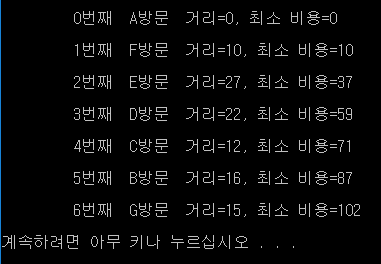 0번째 A방문 거리=0, 최소 비용=0
1번째 F방문 거리=10, 최소 비용=10
2번째 E방문 거리=27, 최소 비용=37
3번째 D방문 거리=22, 최소 비용=59
4번째 C방문 거리=12, 최소 비용=71
5번째 B방문 거리=16, 최소 비용=87
6번째 G방문 거리=15, 최소 비용=102
계속하려면 아무 키나 누르십시오 . . .